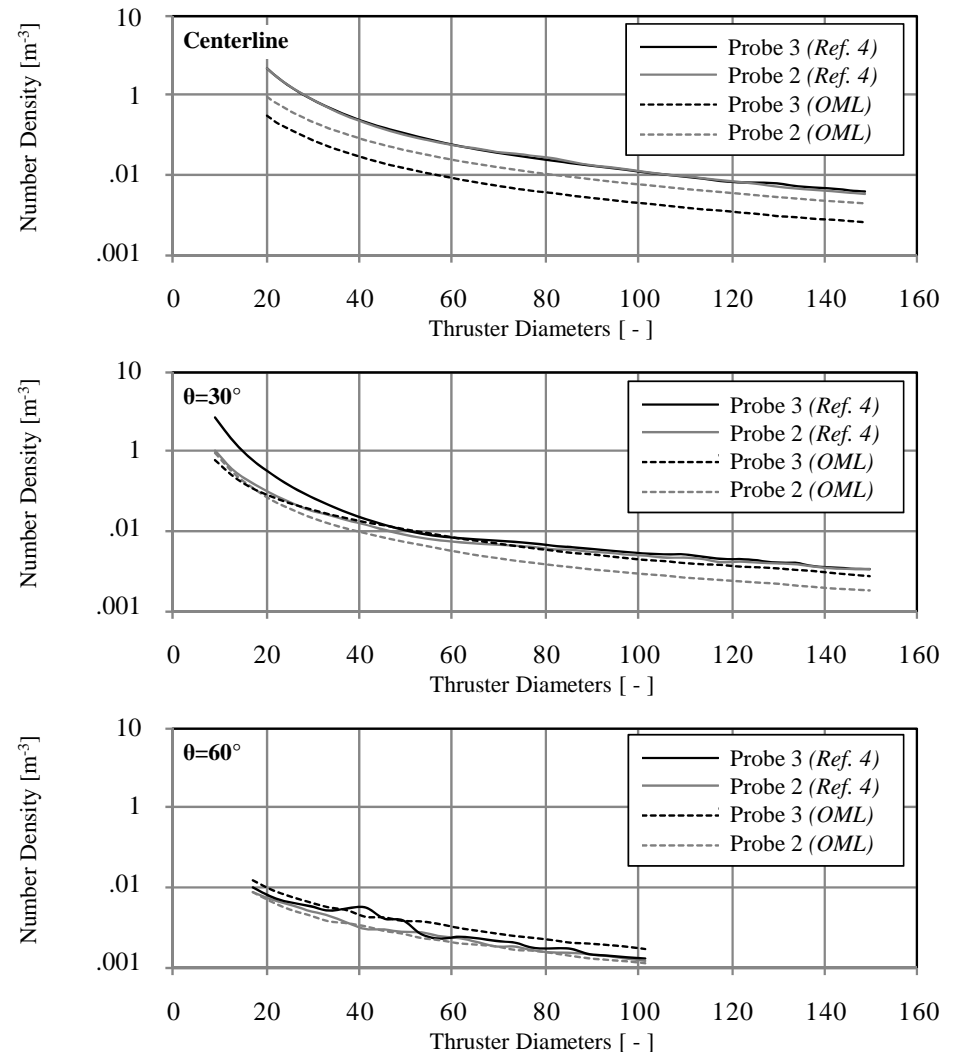 Centerline
Number Density [m-3]
10
1
.01
.001
0 20 40 60 80 100 120 140 160
Thruster Diameters [ - ]
Probe 3 (Ref. 4)
Probe 2 (Ref. 4)
Probe 3 (OML)
Probe 2 (OML)
θ=30°
Number Density [m-3]
10
1
.01
.001
0 20 40 60 80 100 120 140 160
Thruster Diameters [ - ]
Probe 3 (Ref. 4)
Probe 2 (Ref. 4)
Probe 3 (OML)
Probe 2 (OML)
θ=60°
Number Density [m-3]
10
1
.01
.001
0 20 40 60 80 100 120 140 160
Thruster Diameters [ - ]
Probe 3 (Ref. 4)
Probe 2 (Ref. 4)
Probe 3 (OML)
Probe 2 (OML)